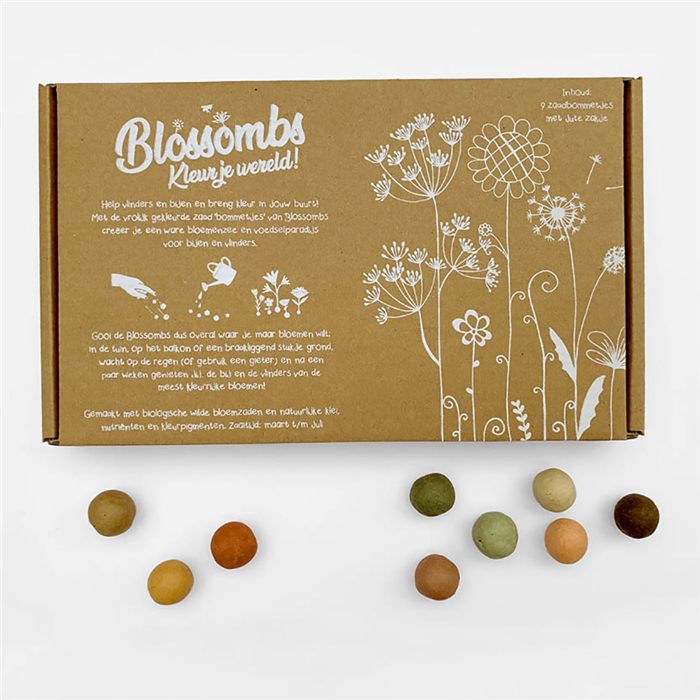 Blossombs
Kleur je wereld!
Inhoud:
9 zaadbommetjes
met jute zakje
Help vlinders en bijen en breng kleur in jouw buurt!
Met de vrolijk gekleurde zaad 'bommetjes' van Blossombs
creëer je een ware bloemenzee en voedselparadijs
voor bijen en vlinders.
Gooi de Blossombs dus overal waar je maar bloemen wilt:
in de tuin, op het balkon of een braakliggend stukje grond,
wacht op de regen (of gebruik een gieter) en na een
paar weken genieten jij, de bij en de vlinders van de
meest kleurrijke bloemen!
Gemaakt met biologische wilde bloemzaden en natuurlijke klei,
nutriënten en kleurpigmenten. Zaaitijd: maart t/m juli